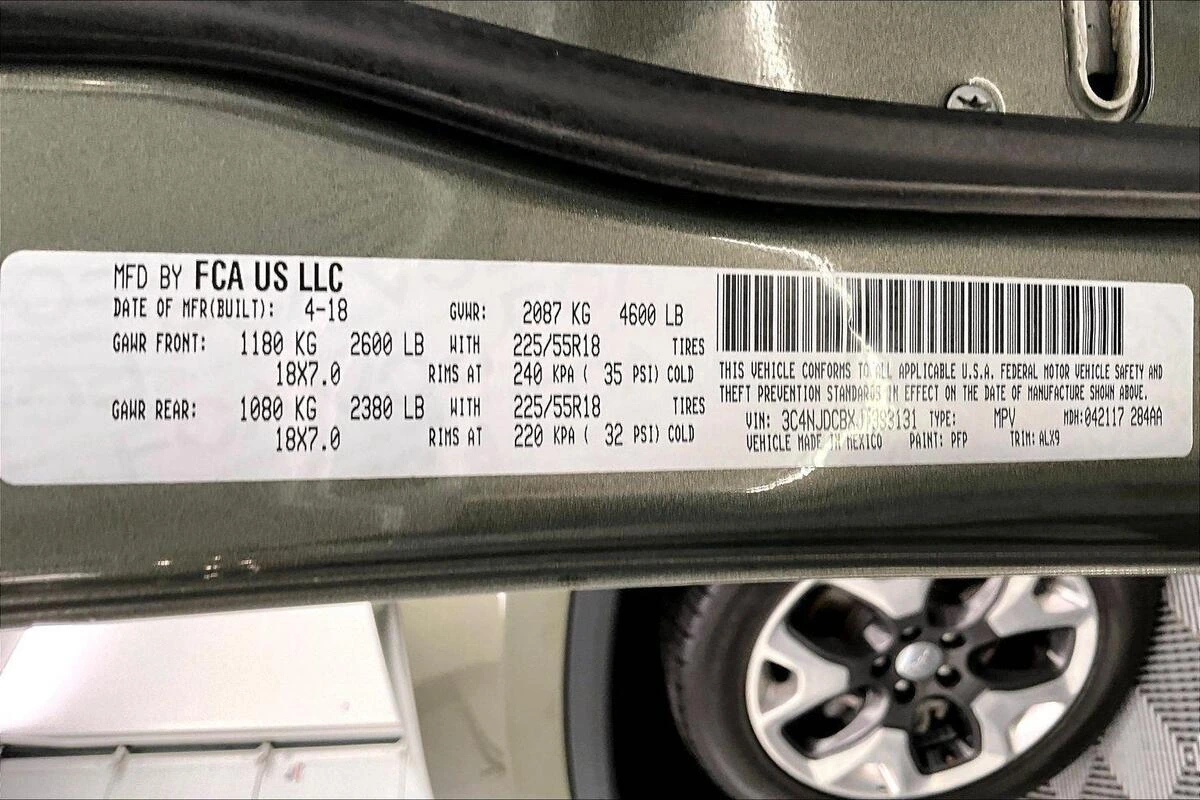 MFD BY FCA US LLC
DATE OF MFR(BUILT): 4-18 GVWR: 2087 KG 4600 LB
GAWR FRONT: 1180 KG 2600 LB WITH 225/55R18 TIRES
18X7.0 RIMS AT 240 KPA ( 35 PSI) COLD
GAWR REAR: 1080 KG 2380 LB WITH 225/55R18 TIRES
18X7.0 RIMS AT 220 KPA ( 32 PSI) COLD
THIS VEHICLE CONFORMS TO ALL APPLICABLE U.S.A. FEDERAL MOTOR VEHICLE SAFETY AND
THEFT PREVENTION STANDARDS IN EFFECT ON THE DATE OF MANUFACTURE SHOWN ABOVE.
VIN: TYPE: MPV MDH:042117 284AA
VEHICLE MADE IN MEXICO PAINT: PFP TRIM: ALX9